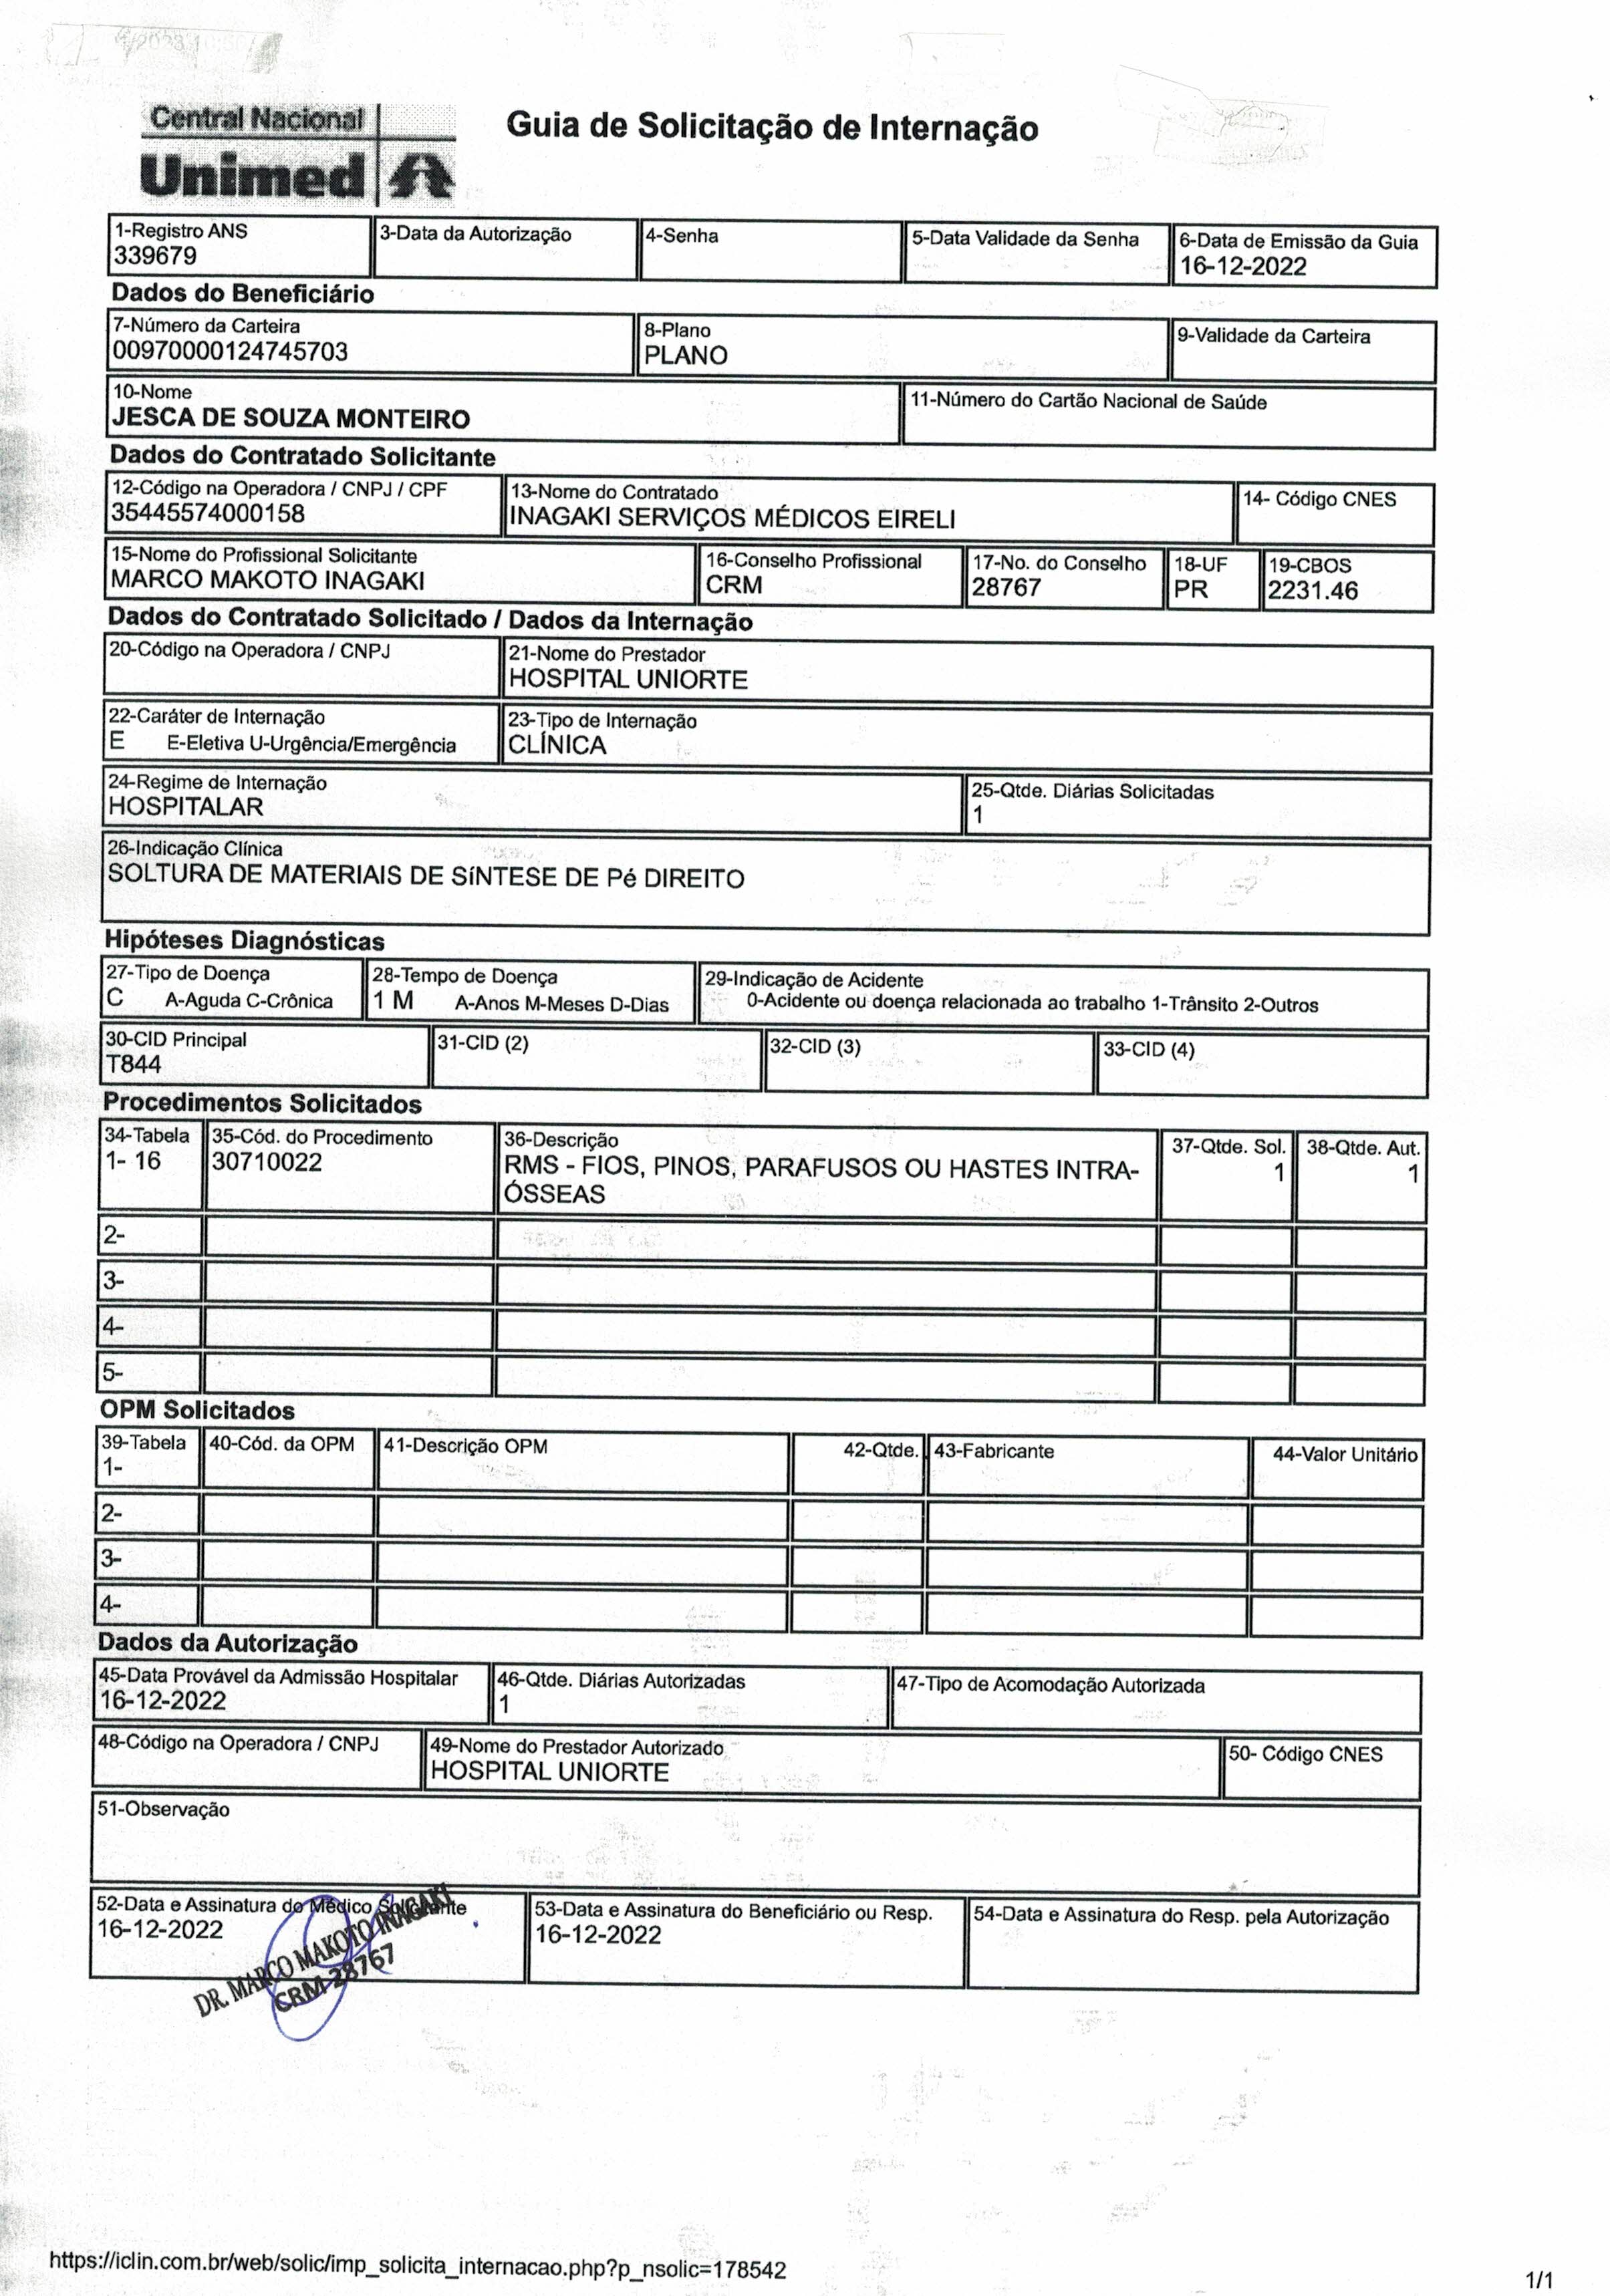 Central Nacional
Unimed
Guia de Solicitação de Internação
1-Registro ANS
339679
3-Data da Autorização
4-Senha
5-Data Validade da Senha
6-Data de Emissão da Guia
16-12-2022
Dados do Beneficiário
7-Número da Carteira
00970000124745703
8-Plano
PLANO
9-Validade da Carteira
10-Nome
JESCA DE SOUZA MONTEIRO
11-Número do Cartão Nacional de Saúde
Dados do Contratado Solicitante
12-Código na Operadora / CNPJ / CPF
35445574000158
13-Nome do Contratado
INAGAKI SERVIÇOS MÉDICOS EIRELI
14- Código CNES
15-Nome do Profissional Solicitante
MARCO MAKOTO INAGAKI
16-Conselho Profissional
CRM
17-No. do Conselho
28767
18-UF
PR
19-CBOS
2231.46
Dados do Contratado Solicitado / Dados da Internação
20-Código na Operadora / CNPJ
21-Nome do Prestador
HOSPITAL UNIORTE
22-Caráter de Internação
E E-Eletiva U-Urgência/Emergência
23-Tipo de Internação
CLÍNICA
24-Regime de Internação
HOSPITALAR
25-Qtde. Diárias Solicitadas
1
26-Indicação Clínica
SOLTURA DE MATERIAIS DE SíNTESE DE Pé DIREITO
Hipóteses Diagnósticas
27-Tipo de Doença
C A-Aguda C-Crônica
28-Tempo de Doença
1 M A-Anos M-Meses D-Dias
29-Indicação de Acidente
0-Acidente ou doença relacionada ao trabalho 1-Trânsito 2-Outros
30-CID Principal
T844
31-CID (2)
32-CID (3)
33-CID (4)
Procedimentos Solicitados
34-Tabela
1- 16
35-Cód. do Procedimento
30710022
36-Descrição
RMS - FIOS, PINOS, PARAFUSOS OU HASTES INTRA-
ÓSSEAS
37-Qtde. Sol.
1
38-Qtde. Aut.
1
2-
3-
4-
5-
OPM Solicitados
39-Tabela
1-
40-Cód. da OPM
41-Descrição OPM
42-Qtde.
43-Fabricante
44-Valor Unitário
2-
3-
4-
Dados da Autorização
45-Data Provável da Admissão Hospitalar
16-12-2022
46-Qtde. Diárias Autorizadas
1
47-Tipo de Acomodação Autorizada
48-Código na Operadora / CNPJ
49-Nome do Prestador Autorizado
HOSPITAL UNIORTE
50- Código CNES
51-Observação
52-Data e Assinatura do Médico Solicitante
16-12-2022
DR. MARCO MAKOTO INAGAKI
CRM 28767
53-Data e Assinatura do Beneficiário ou Resp.
16-12-2022
54-Data e Assinatura do Resp. pela Autorização
https://iclin.com.br/web/solic/imp_solicita_internacao.php?p_nsolic=178542
1/1